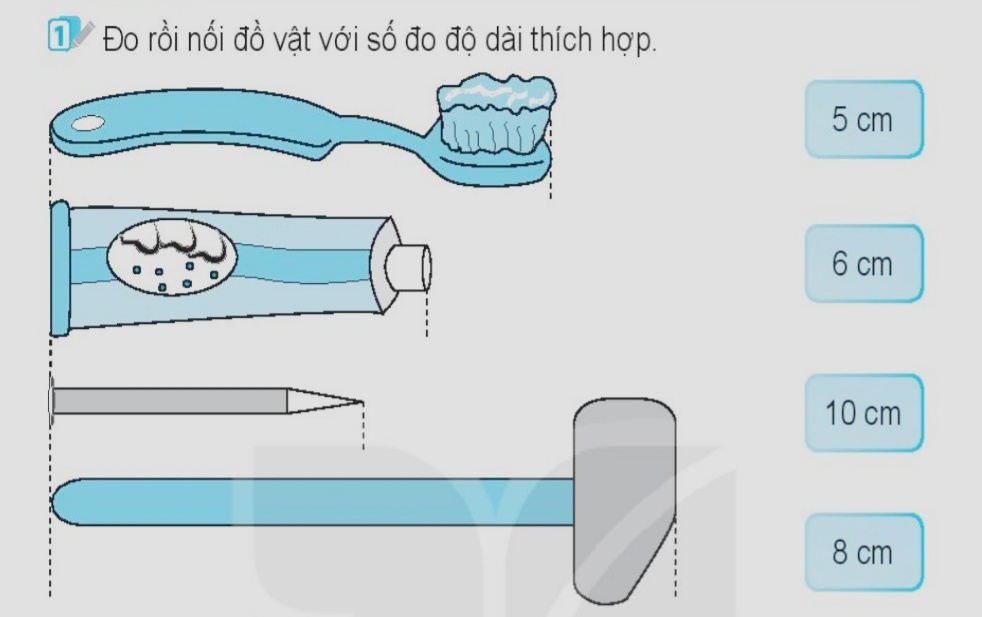 1 Đo rồi nối đồ vật với số đo độ dài thích hợp.
5 cm
6 cm
10 cm
8 cm